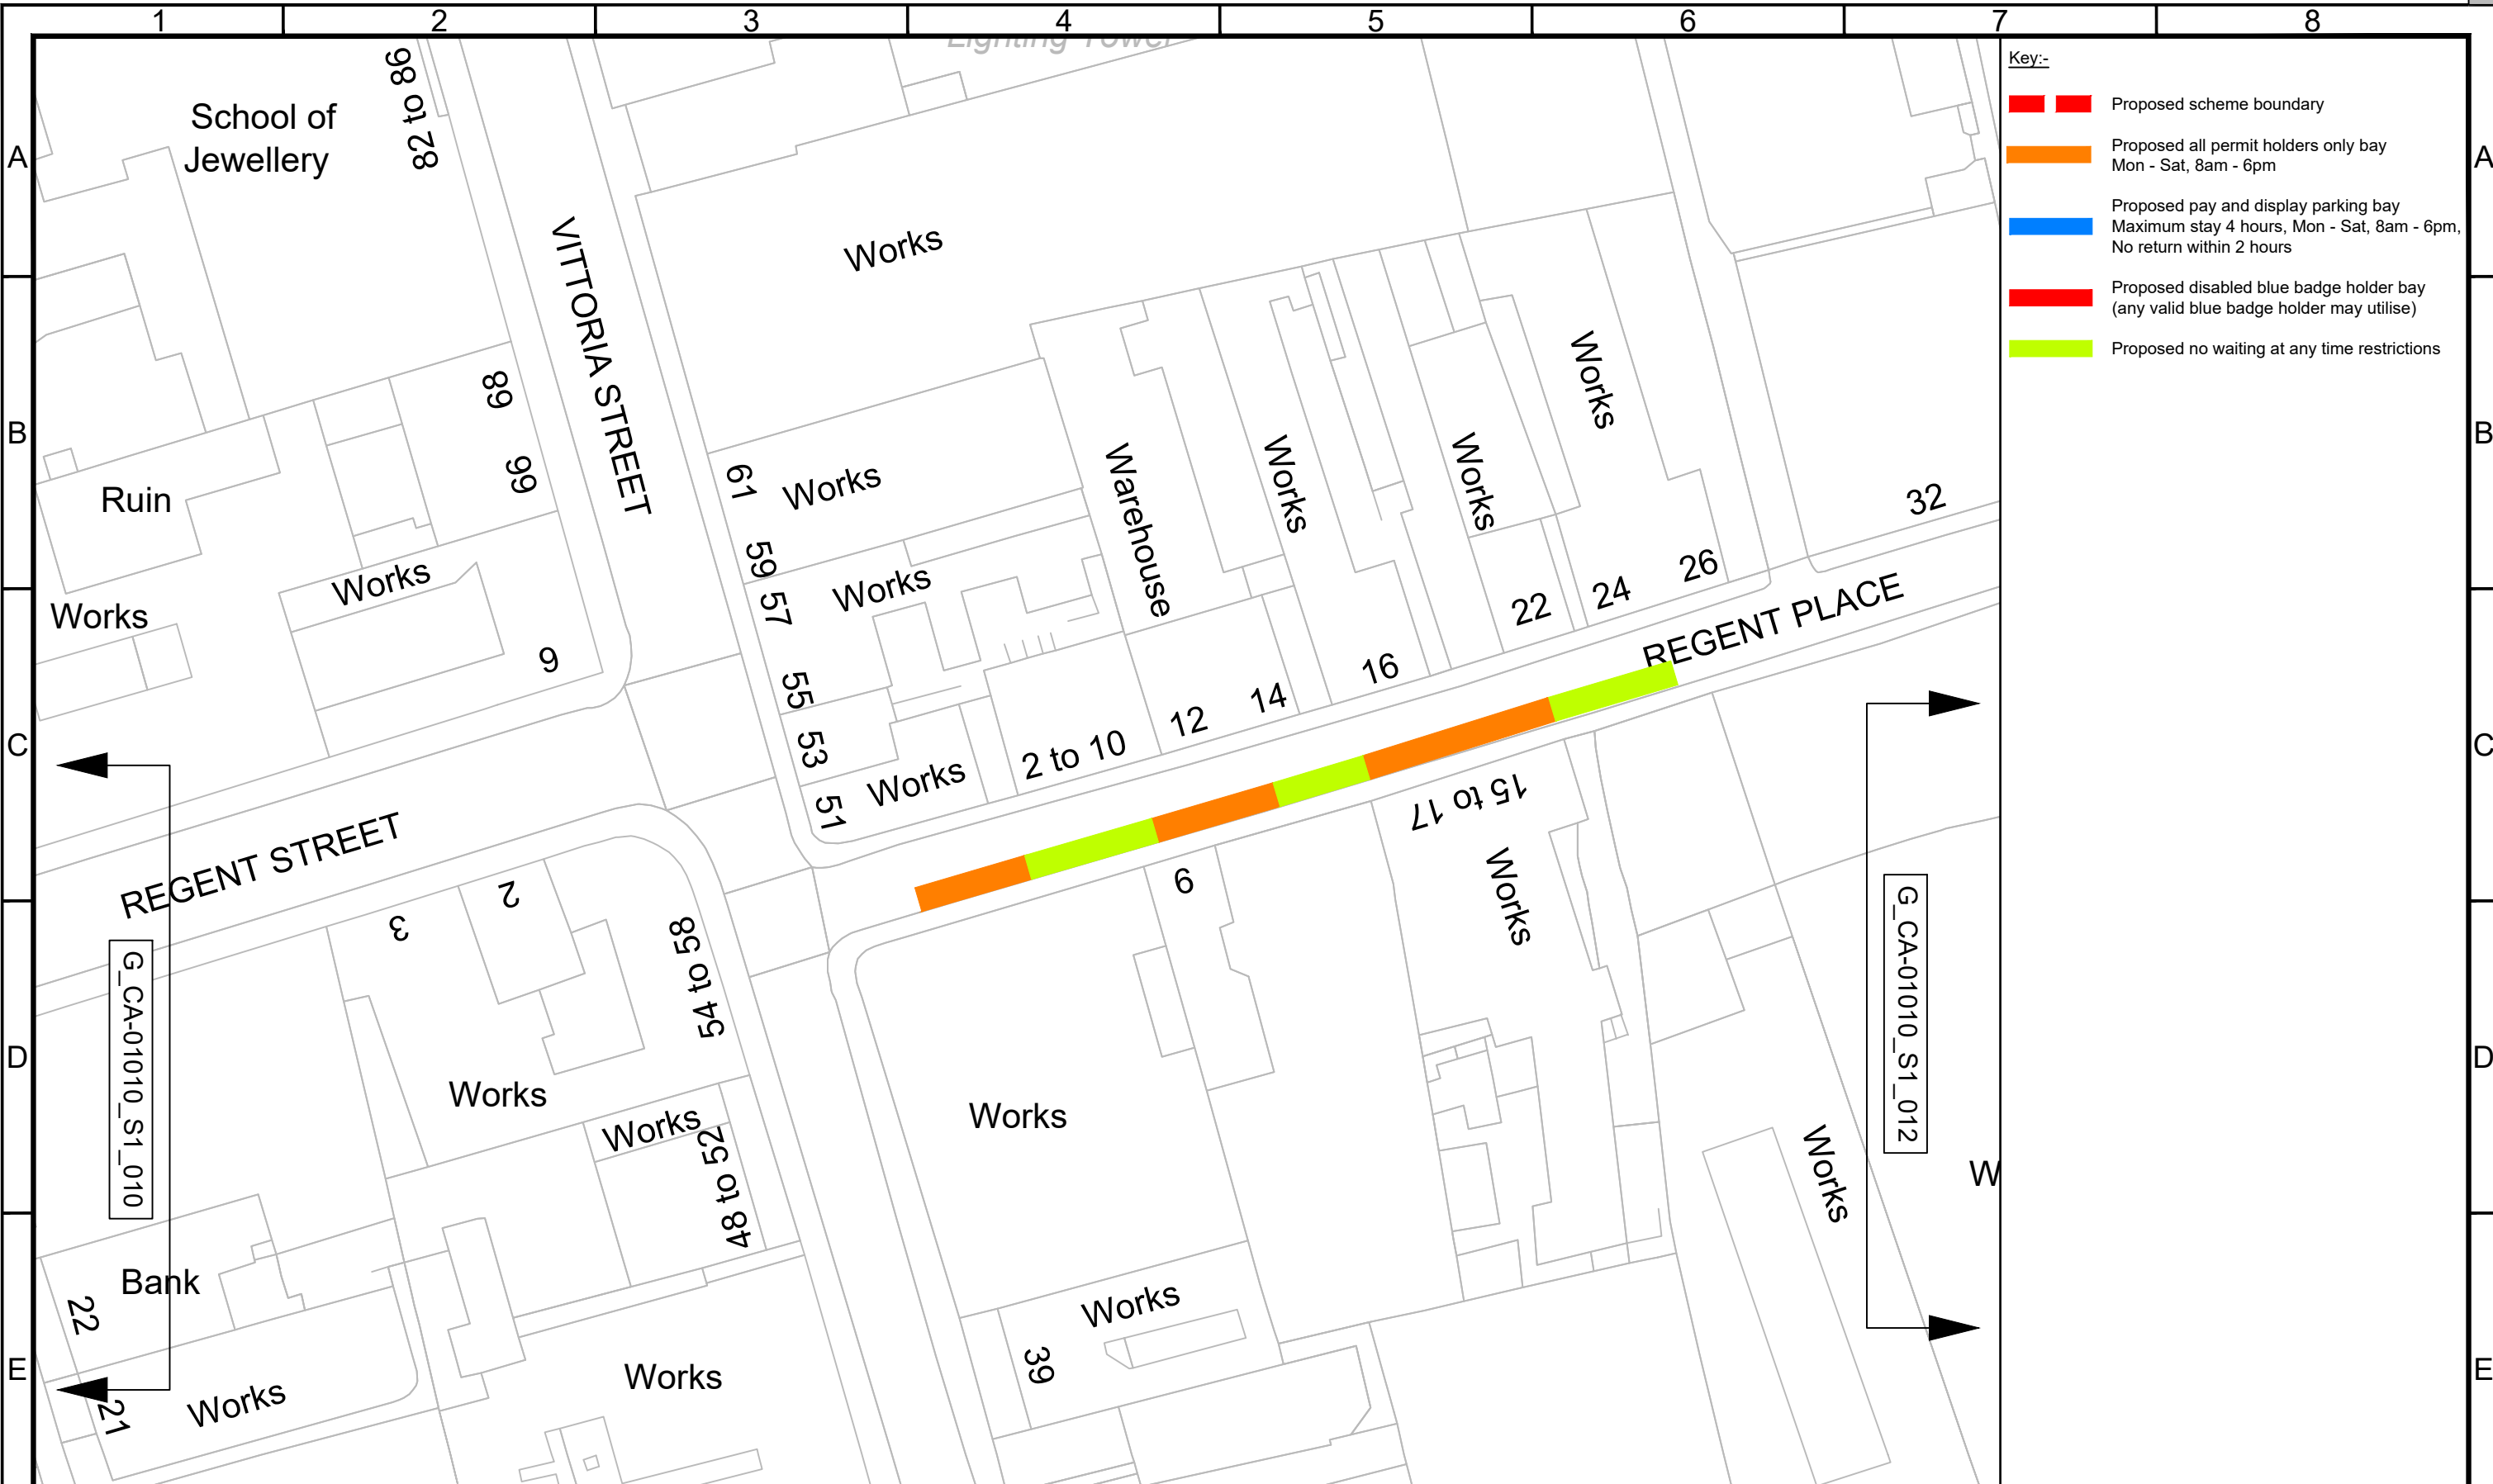 1 2 3 4 5 6 7 8
A
B
C
D
E
A
B
C
D
E
Lighting Tower
School of
Jewellery
82 to 86
VITTORIA STREET
Works
89
99
Ruin
Works
Works
9
61
Works
59
57
Works
55
53
51
Works
Warehouse
Works
Works
Works
2 to 10
12
14
16
22
24
26
32
REGENT PLACE
REGENT STREET
2
3
54 to 58
Works
Works
48 to 52
G_CA-01010_S1_010
Bank
22
21
Works
Works
9
15 to 17
Works
Works
Works
39
Works
G_CA-01010_S1_012
Key:-
Proposed scheme boundary
Proposed all permit holders only bay
Mon - Sat, 8am - 6pm
Proposed pay and display parking bay
Maximum stay 4 hours, Mon - Sat, 8am - 6pm,
No return within 2 hours
Proposed disabled blue badge holder bay
(any valid blue badge holder may utilise)
Proposed no waiting at any time restrictions